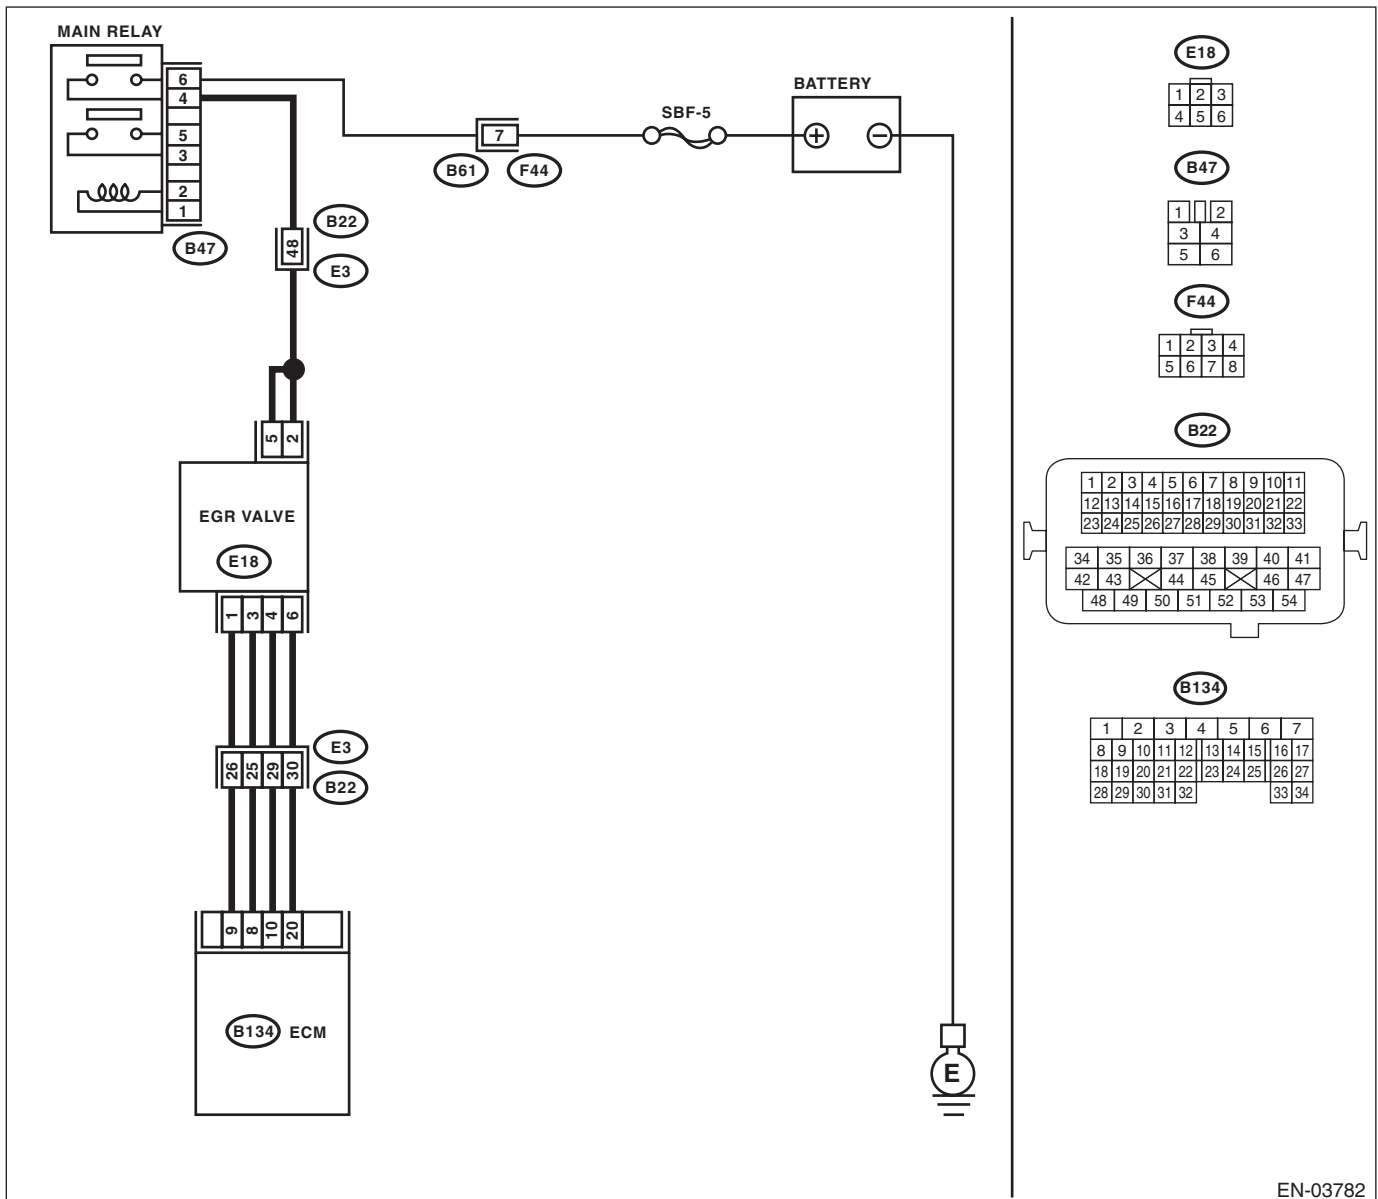 MAIN RELAY
6
4
5
3
2
1
B47
BATTERY
SBF-5
7
B61 F44
B22
48
E3
5 2
EGR VALVE
E18
1 3 4 6
E3
26 25 29 30
B22
9 8 10 20
B134 ECM
E
E18
1 2 3
4 5 6
B47
1 2
3 4
5 6
F44
1 2 3 4
5 6 7 8
B22
1 2 3 4 5 6 7 8 9 10 11
12 13 14 15 16 17 18 19 20 21 22
23 24 25 26 27 28 29 30 31 32 33
34 35 36 37 38 39 40 41
42 43 44 45 46 47
48 49 50 51 52 53 54
B134
1 2 3 4 5 6 7
8 9 10 11 12 13 14 15 16 17
18 19 20 21 22 23 24 25 26 27
28 29 30 31 32 33 34
EN-03782